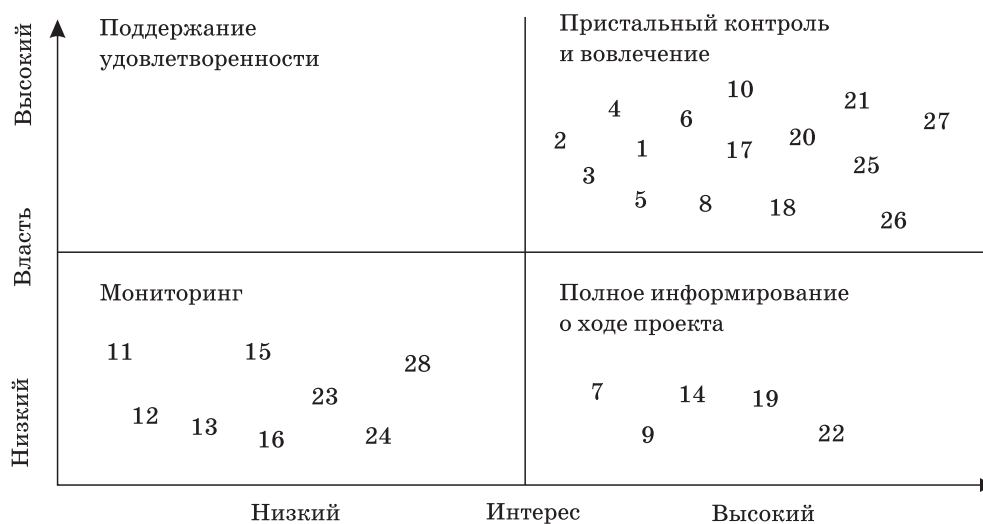 Высокий
Власть
Низкий
Поддержание
удовлетворенности
Пристальный контроль
и вовлечение
10
4
21
6
27
2
1
17
20
3
25
5
8
18
26
Мониторинг
11
15
28
23
12
13
16
24
Полное информирование
о ходе проекта
7
14
19
9
22
Низкий
Интерес
Высокий